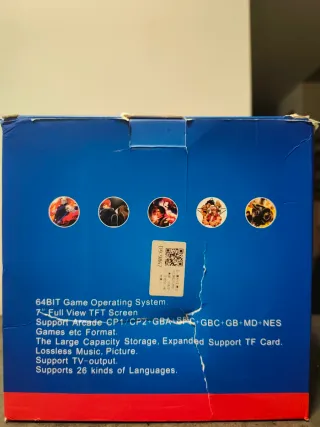 64BIT Game Operating System
7" Full View TFT Screen
Support Arcade CP1/CP2·GBA·SFC·GBC·GB·MD·NES
Games etc Format.
The Large Capacity Storage, Expanded Support TF Card.
Lossless Music, Picture.
Support TV-output.
Supports 26 kinds of Languages.